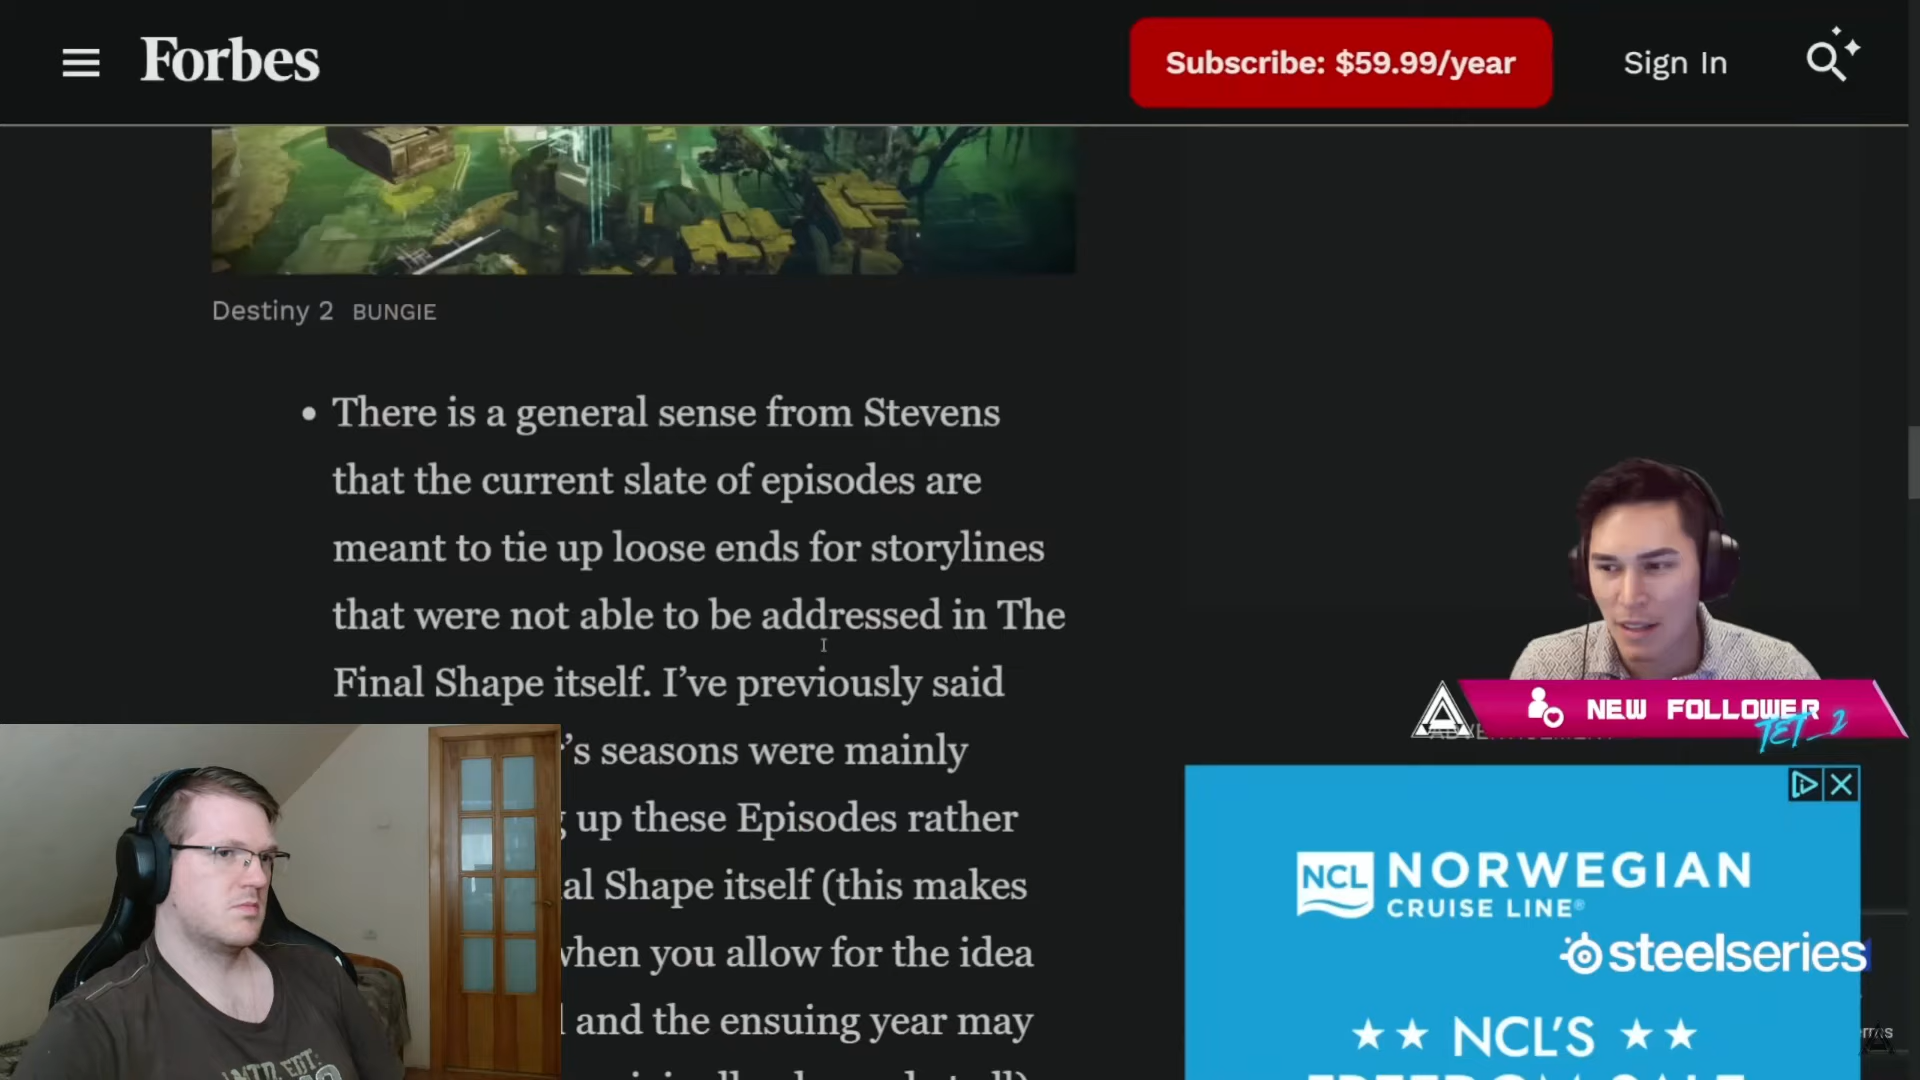 Forbes
Subscribe: $59.99/year
Sign In
Destiny 2 BUNGIE
• There is a general sense from Stevens
that the current slate of episodes are
meant to tie up loose ends for storylines
that were not able to be addressed in The
Final Shape itself. I’ve previously said
’s seasons were mainly
up these Episodes rather
al Shape itself (this makes
when you allow for the idea
and the ensuing year may
NEW FOLLOWER
TET_2
ADVERTISEMENT
NCL NORWEGIAN
CRUISE LINE®
steelseries
★★ NCL'S ★★
FREEDOM SALE